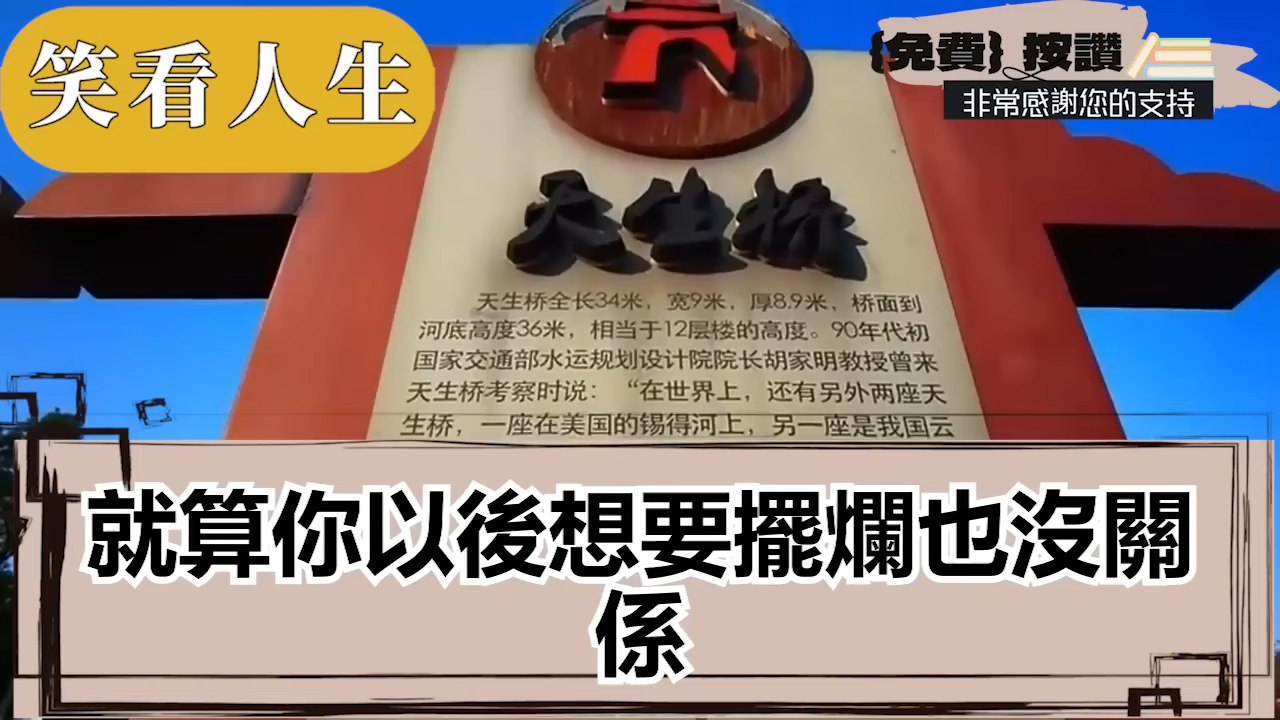 笑看人生
{免費} 按讚
非常感謝您的支持
天生桥
天生桥全长34米，宽9米，厚8.9米，桥面到
河底高度36米，相当于12层楼的高度。90年代初
国家交通部水运规划设计院院长胡家明教授曾来
天生桥考察时说：“在世界上，还有另外两座天
生桥，一座在美国的锡得河上，另一座是我国云
就算你以後想要擺爛也沒關
係